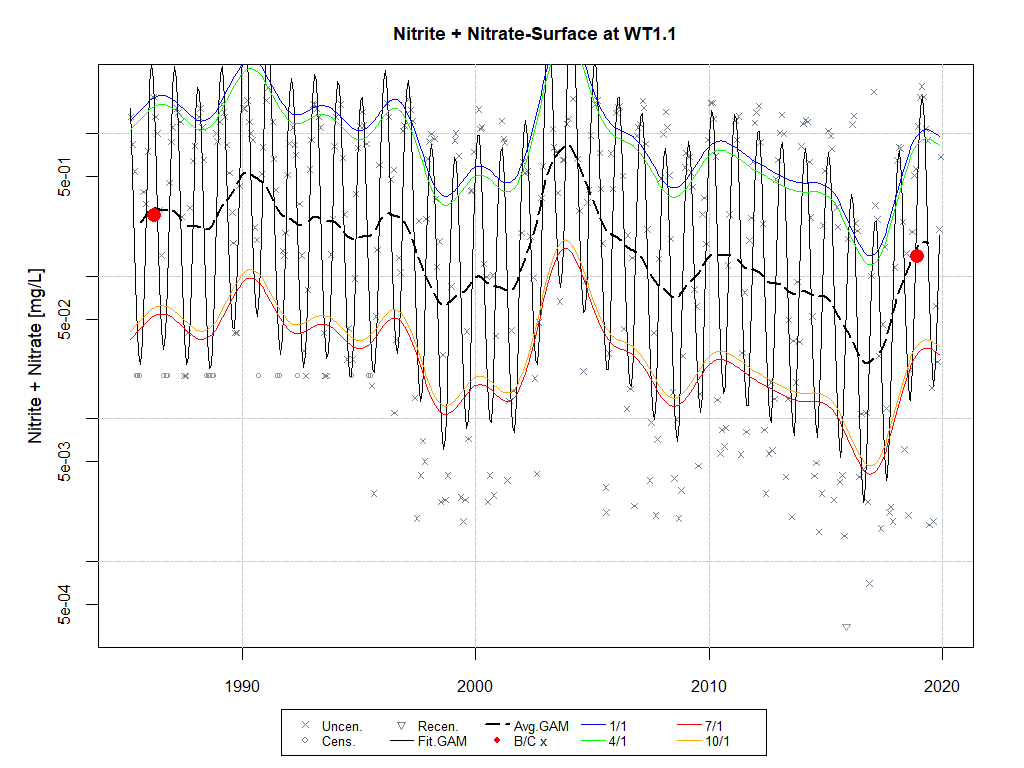 Nitrite + Nitrate-Surface at WT1.1
Nitrite + Nitrate [mg/L]
5e-01
5e-02
5e-03
5e-04
1990 2000 2010 2020
Uncen. Recen. Avg.GAM 1/1 7/1
Cens. Fit.GAM B/C x 4/1 10/1